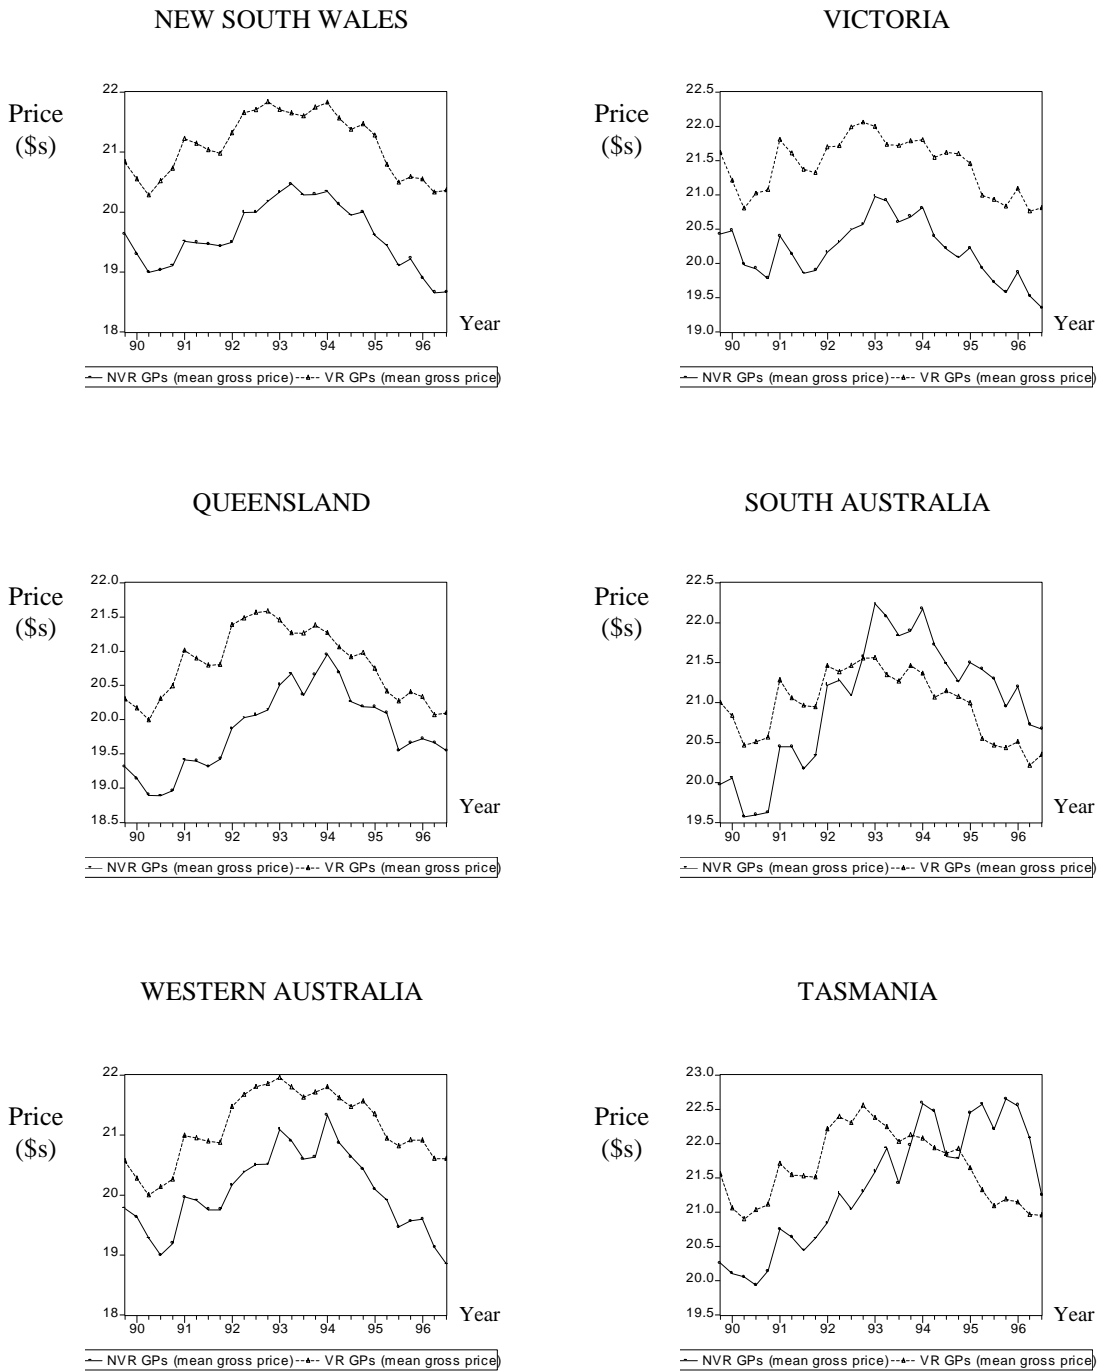 NEW SOUTH WALES
Price
($s)
22
21
20
19
18
90 91 92 93 94 95 96
Year
NVR GPs (mean gross price) VR GPs (mean gross price)
VICTORIA
Price
($s)
22.5
22.0
21.5
21.0
20.5
20.0
19.5
19.0
90 91 92 93 94 95 96
Year
NVR GPs (mean gross price) VR GPs (mean gross price)
QUEENSLAND
Price
($s)
22.0
21.5
21.0
20.5
20.0
19.5
19.0
18.5
90 91 92 93 94 95 96
Year
NVR GPs (mean gross price) VR GPs (mean gross price)
SOUTH AUSTRALIA
Price
($s)
22.5
22.0
21.5
21.0
20.5
20.0
19.5
90 91 92 93 94 95 96
Year
NVR GPs (mean gross price) VR GPs (mean gross price)
WESTERN AUSTRALIA
Price
($s)
22
21
20
19
18
90 91 92 93 94 95 96
Year
NVR GPs (mean gross price) VR GPs (mean gross price)
TASMANIA
Price
($s)
23.0
22.5
22.0
21.5
21.0
20.5
20.0
19.5
90 91 92 93 94 95 96
Year
NVR GPs (mean gross price) VR GPs (mean gross price)